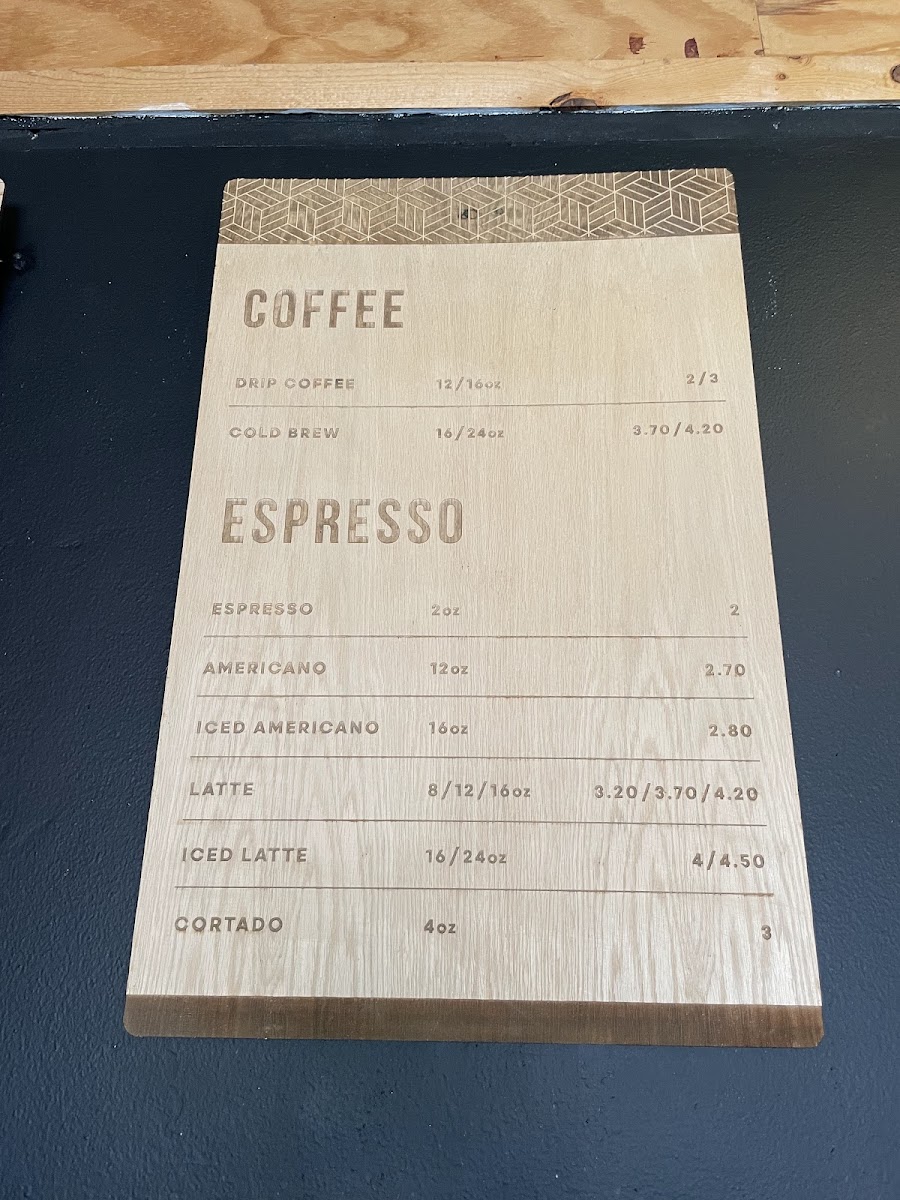 COFFEE
DRIP COFFEE 12/16oz 2/3
COLD BREW 16/24oz 3.70/4.20
ESPRESSO
ESPRESSO 2oz 2
AMERICANO 12oz 2.70
ICED AMERICANO 16oz 2.80
LATTE 8/12/16oz 3.20/3.70/4.20
ICED LATTE 16/24oz 4/4.50
CORTADO 4oz 3